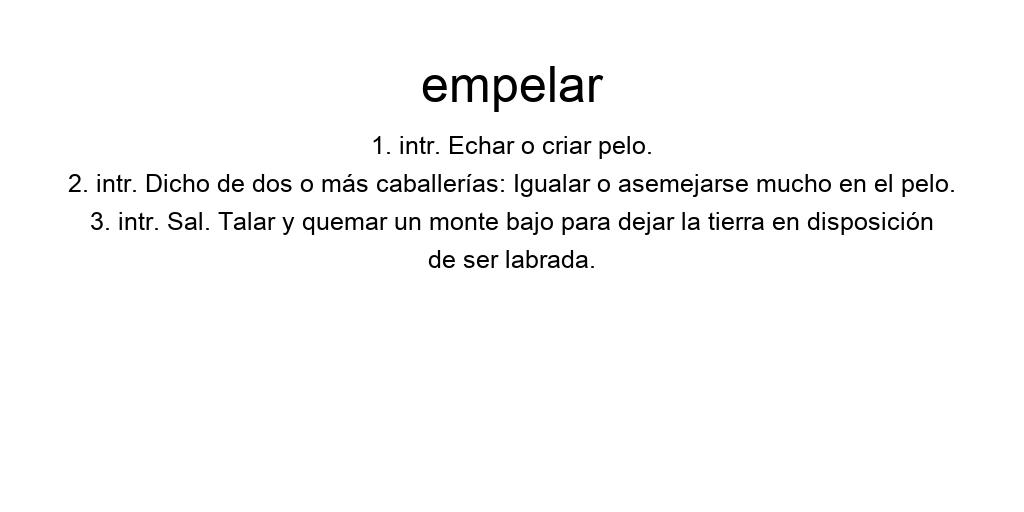 empelar
1. intr. Echar o criar pelo.
2. intr. Dicho de dos o más caballerías: Igualar o asemejarse mucho en el pelo.
3. intr. Sal. Talar y quemar un monte bajo para dejar la tierra en disposición
de ser labrada.